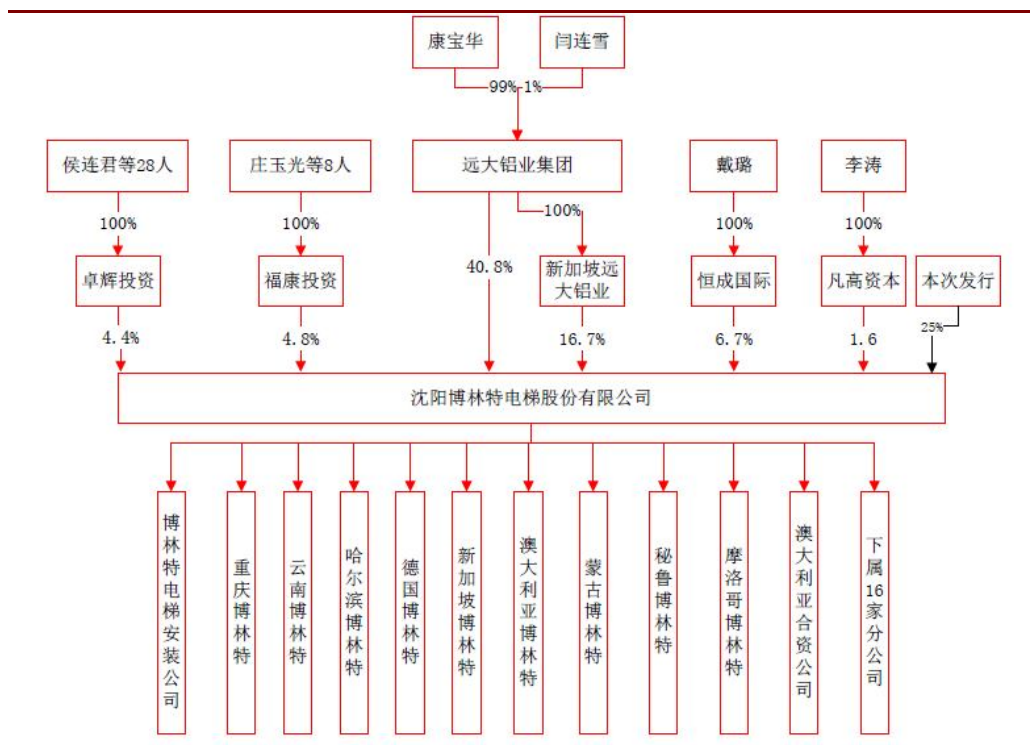 康宝华
闫连雪
99%
1%
侯连君等28人
庄玉光等8人
远大铝业集团
戴璐
李涛
100%
100%
100%
100%
100%
卓辉投资
福康投资
40.8%
新加坡远
大铝业
恒成国际
凡高资本
本次发行
4.4%
4.8%
16.7%
6.7%
1.6
25%
沈阳博林特电梯股份有限公司
博林特电梯安装公司
重庆博林特
云南博林特
哈尔滨博林特
德国博林特
新加坡博林特
澳大利亚博林特
蒙古博林特
秘鲁博林特
摩洛哥博林特
澳大利亚合资公司
下属16家分公司